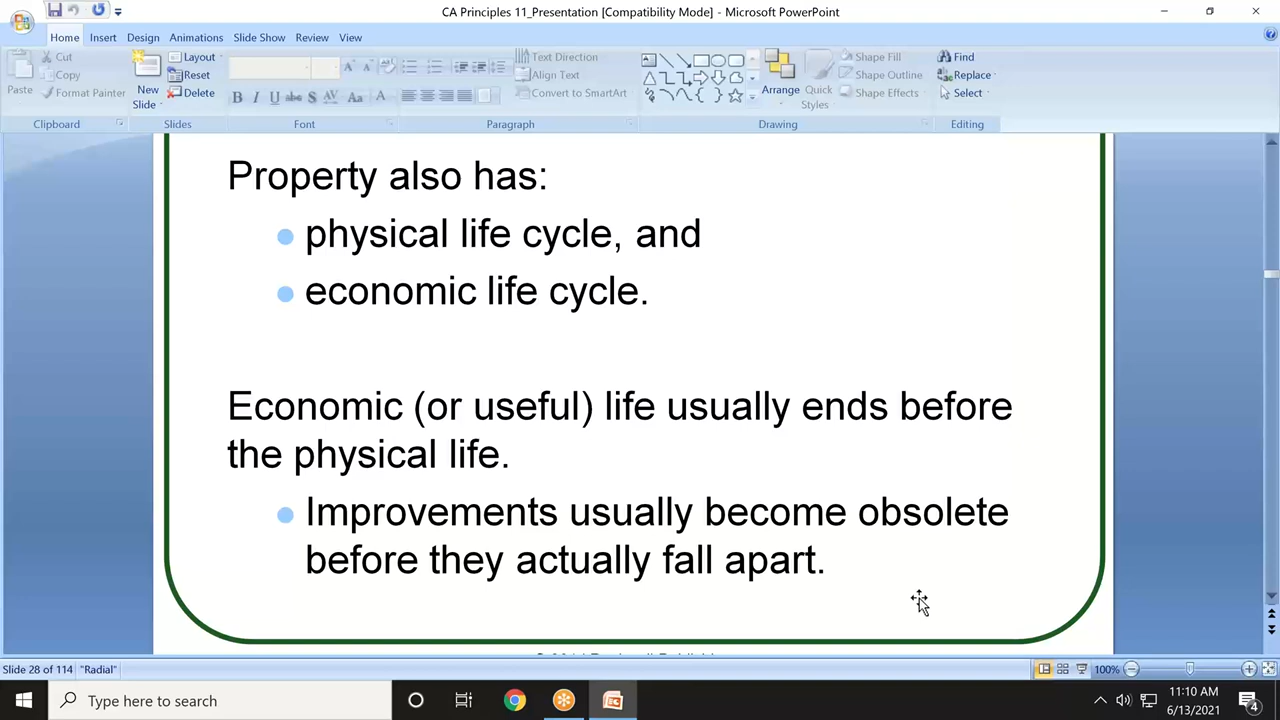 CA Principles 11_Presentation [Compatibility Mode] - Microsoft PowerPoint
Home Insert Design Animations Slide Show Review View
Paste
Cut
Copy
Format Painter
Clipboard
New
Slide
Layout
Reset
Delete
Slides
B I U abc S AV Aa A
Font
Text Direction
Align Text
Convert to SmartArt
Paragraph
Arrange
Quick
Styles
Shape Fill
Shape Outline
Shape Effects
Drawing
Find
Replace
Select
Editing
Property also has:
physical life cycle, and
economic life cycle.
Economic (or useful) life usually ends before
the physical life.
Improvements usually become obsolete
before they actually fall apart.
Slide 28 of 114 "Radial" 100%
Type here to search
11:10 AM
6/13/2021
4